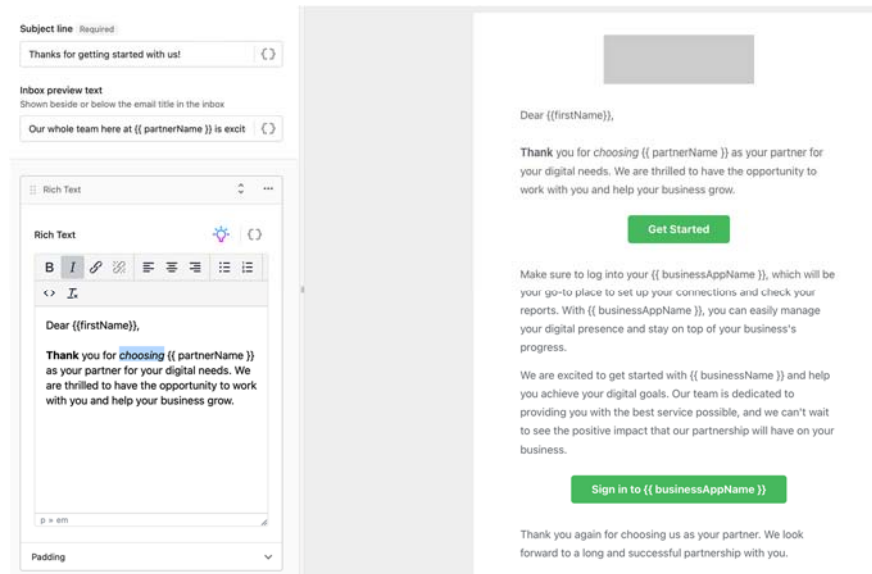 Subject line Required
Thanks for getting started with us!
Inbox preview text
Shown beside or below the email title in the inbox
Our whole team here at {{ partnerName }} is excit
Rich Text
Rich Text
B I
Dear {{firstName}},
Thank you for choosing {{ partnerName }}
as your partner for your digital needs. We
are thrilled to have the opportunity to work
with you and help your business grow.
p » em
Padding
Dear {{firstName}},
Thank you for choosing {{ partnerName }} as your partner for
your digital needs. We are thrilled to have the opportunity to
work with you and help your business grow.
Get Started
Make sure to log into your {{ businessAppName }}, which will be
your go-to place to set up your connections and check your
reports. With {{ businessAppName }}, you can easily manage
your digital presence and stay on top of your business's
progress.
We are excited to get started with {{ businessName }} and help
you achieve your digital goals. Our team is dedicated to
providing you with the best service possible, and we can't wait
to see the positive impact that our partnership will have on your
business.
Sign in to {{ businessAppName }}
Thank you again for choosing us as your partner. We look
forward to a long and successful partnership with you.